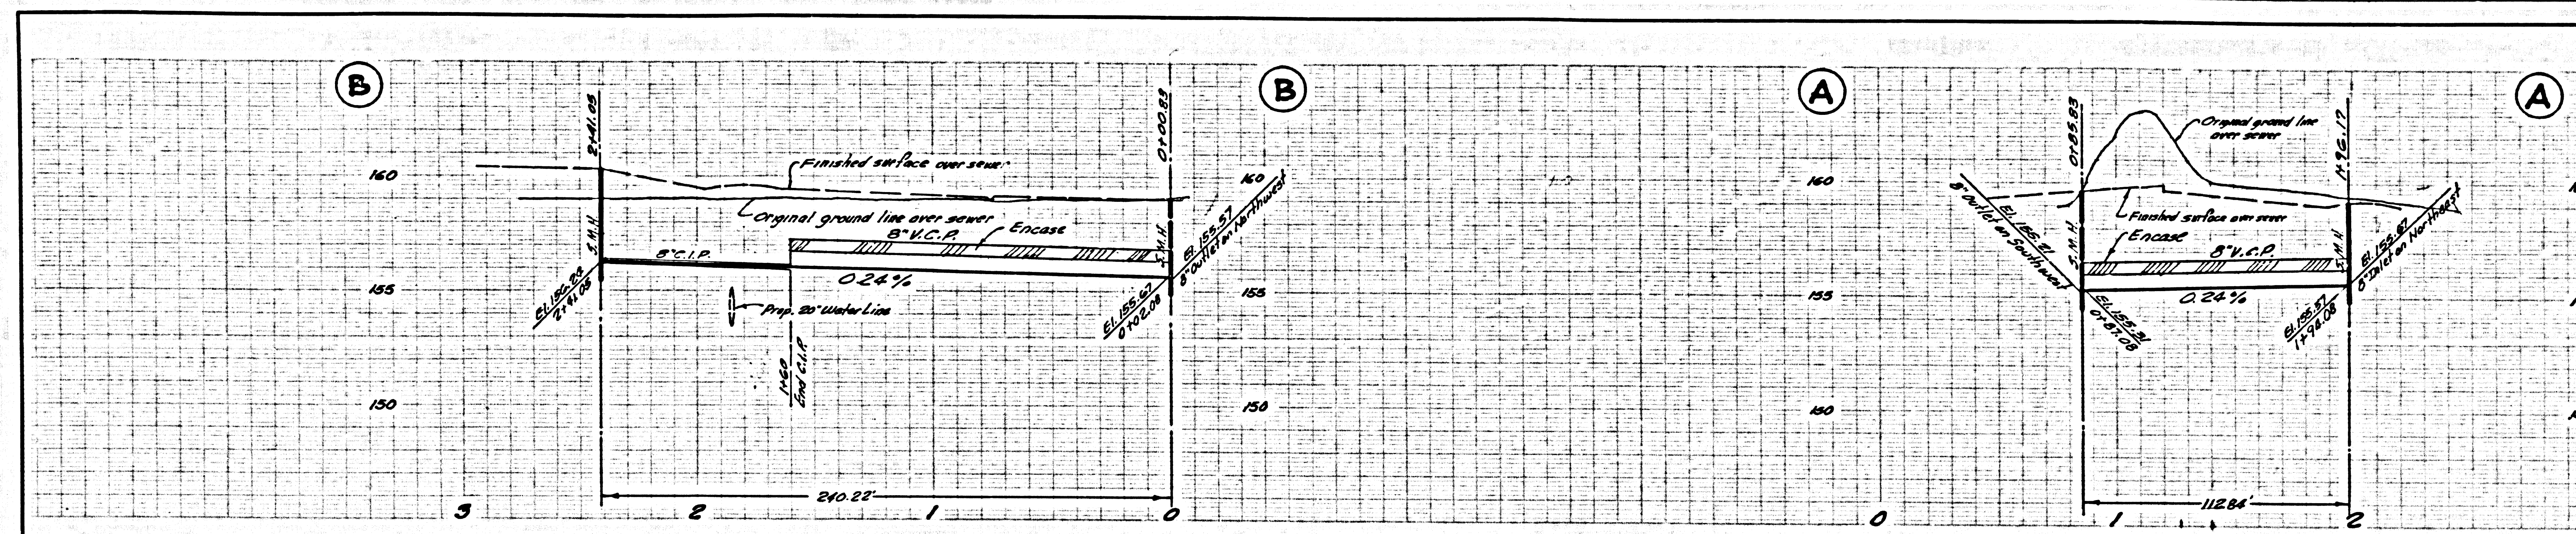 B
2+41.05
160
S.M.H.
8" C.I.P.
El. 156.24
2+41.05
155
150
Finished surface over sewer
Original ground line over sewer
8" V.C.P.
Encase
0.24%
Prop. 20" Water Line
1+60
End C.I.P.
El. 155.67
0+02.08
240.22'
3
2
1
0
0+00.83
B
S.M.H.
160
El. 155.57
8" Outlet on Northwest
155
150
A
160
155
150
0+85.83
Original ground line
over sewer
1+96.17
El. 155.21
8" Outlet on Southwest
S.M.H.
Finished surface over sewer
Encase
8" V.C.P.
S.M.H.
0.24%
El. 155.31
0+87.08
El. 155.57
1+94.08
El. 155.67
8" Inlet on Northeast
112.84'
0
1
2
A